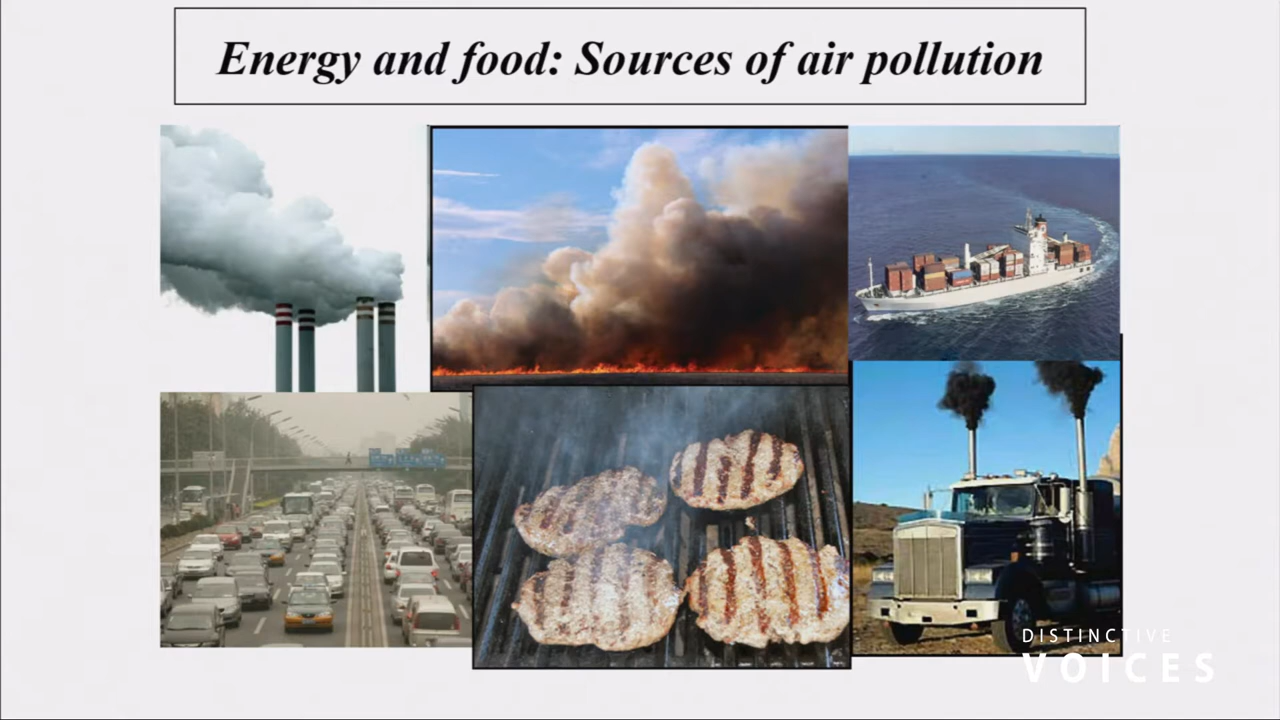 Energy and food: Sources of air pollution
DISTINCTIVE
VOICES